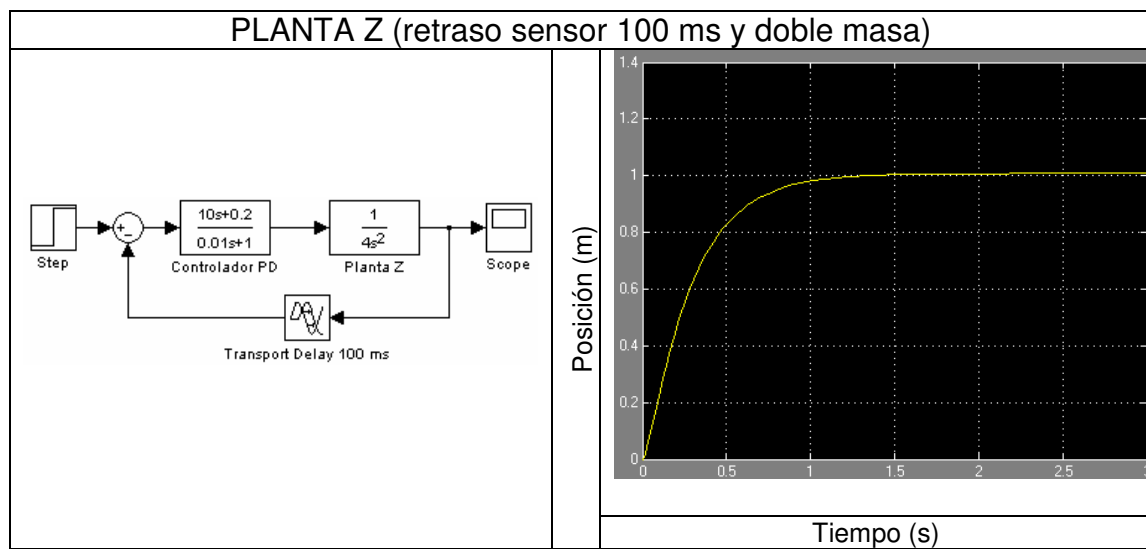 PLANTA Z (retraso sensor 100 ms y doble masa)
Step
+
−
10s+0.2
0.01s+1
Controlador PD
1
4s2
Planta Z
Scope
Transport Delay 100 ms
Posición (m)
1.4
1.2
1
0.8
0.6
0.4
0.2
0
0 0.5 1 1.5 2 2.5 3
Tiempo (s)